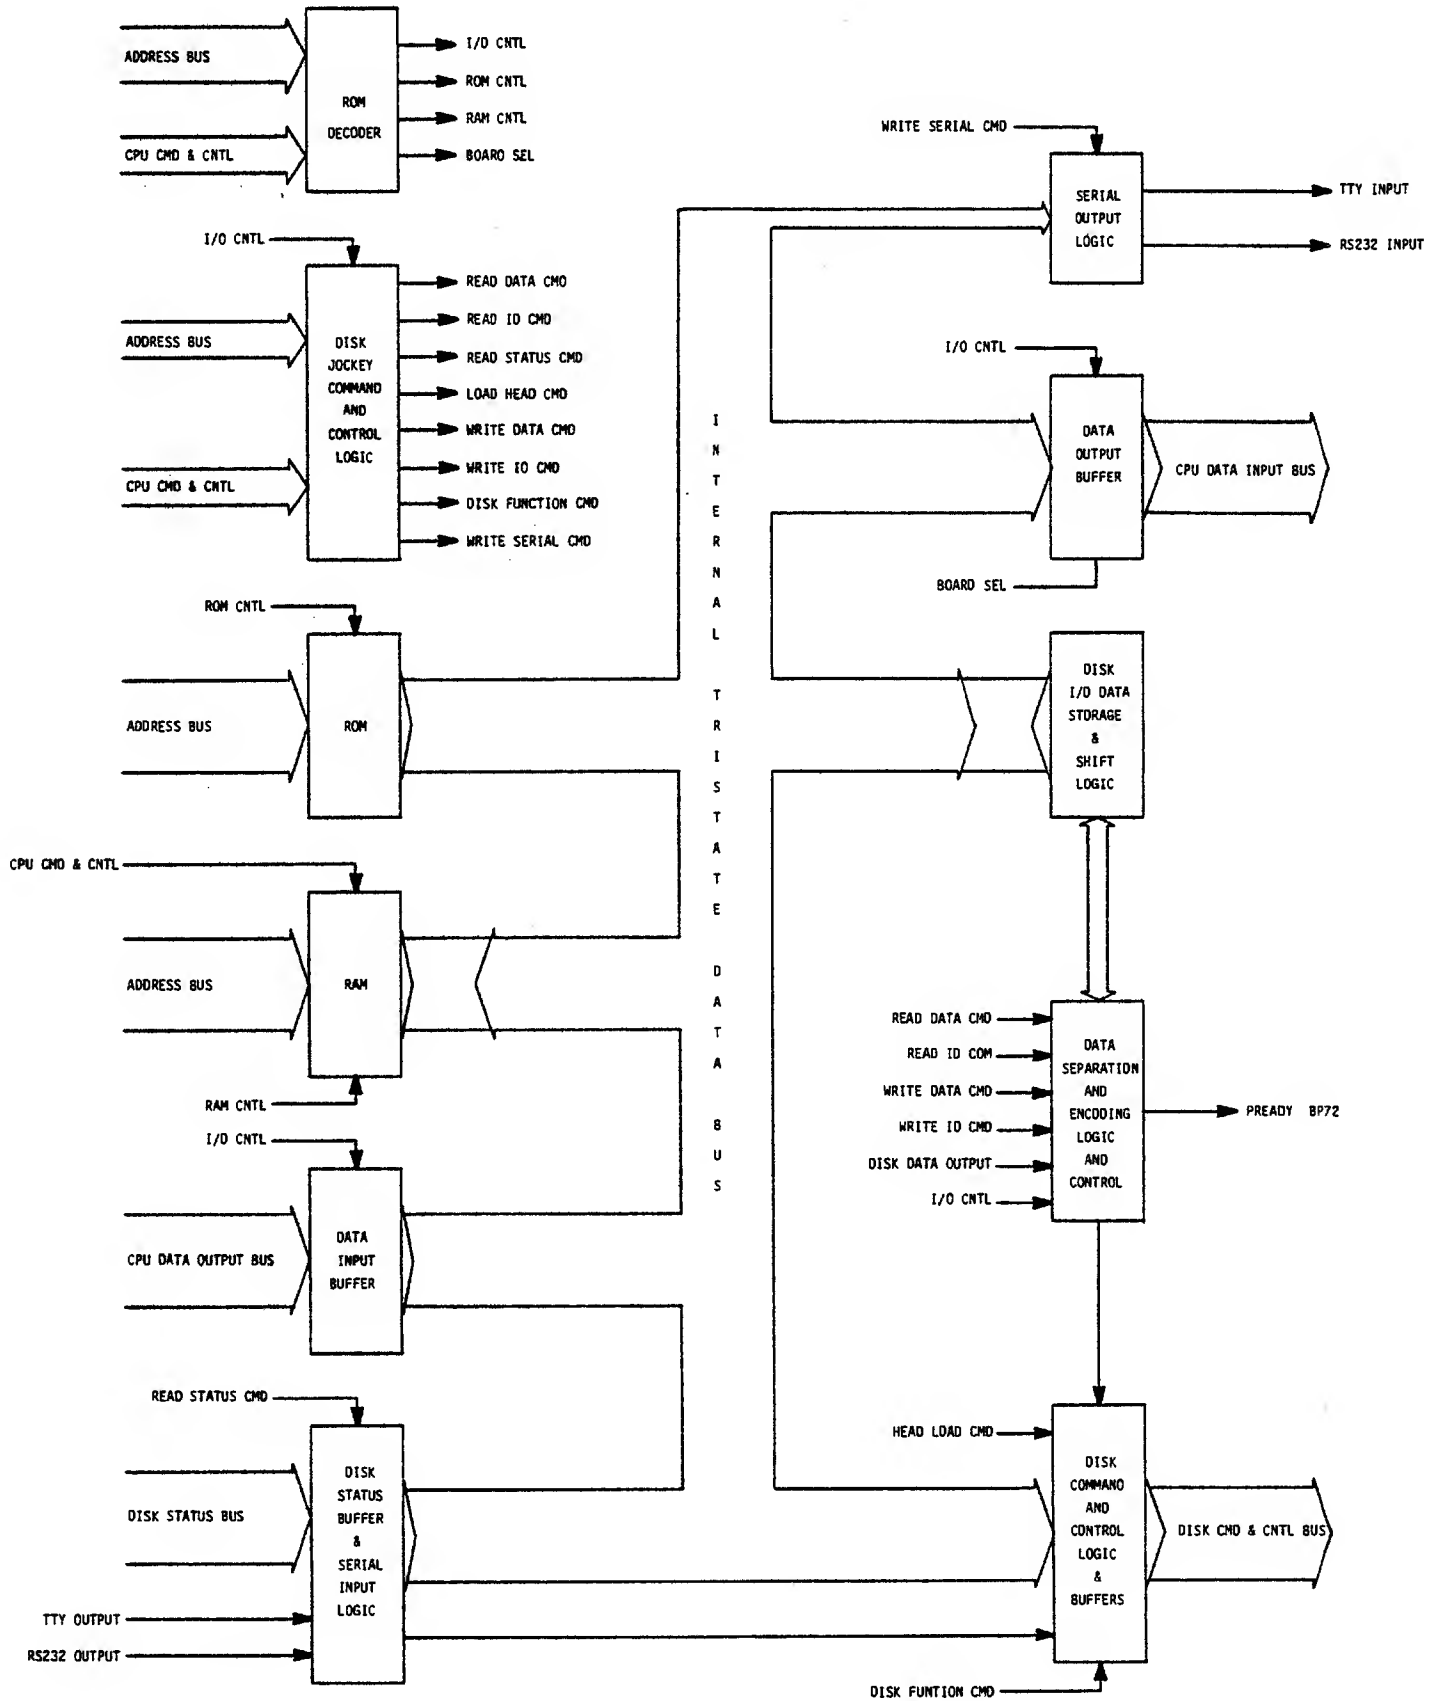 ADDRESS BUS
CPU CMD & CNTL
ROM
DECODER
I/O CNTL
ROM CNTL
RAM CNTL
BOARD SEL
I/O CNTL
ADDRESS BUS
CPU CMD & CNTL
DISK
JOCKEY
COMMAND
AND
CONTROL
LOGIC
READ DATA CMD
READ ID CMD
READ STATUS CMD
LOAD HEAD CMD
WRITE DATA CMD
WRITE IO CMD
DISK FUNCTION CMD
WRITE SERIAL CMD
ROM CNTL
ADDRESS BUS
ROM
CPU CMD & CNTL
ADDRESS BUS
RAM
RAM CNTL
I/O CNTL
CPU DATA OUTPUT BUS
DATA
INPUT
BUFFER
READ STATUS CMD
DISK STATUS BUS
TTY OUTPUT
RS232 OUTPUT
DISK
STATUS
BUFFER
&
SERIAL
INPUT
LOGIC
INTERNAL TRISTATE DATA BUS
WRITE SERIAL CMD
SERIAL
OUTPUT
LOGIC
TTY INPUT
RS232 INPUT
I/O CNTL
DATA
OUTPUT
BUFFER
CPU DATA INPUT BUS
BOARD SEL
DISK
I/O DATA
STORAGE
&
SHIFT
LOGIC
READ DATA CMD
READ ID COM
WRITE DATA CMD
WRITE ID CMD
DISK DATA OUTPUT
I/O CNTL
DATA
SEPARATION
AND
ENCODING
LOGIC
AND
CONTROL
PREADY BP72
HEAD LOAD CMD
DISK
COMMAND
AND
CONTROL
LOGIC
&
BUFFERS
DISK CMD & CNTL BUS
DISK FUNTION CMD